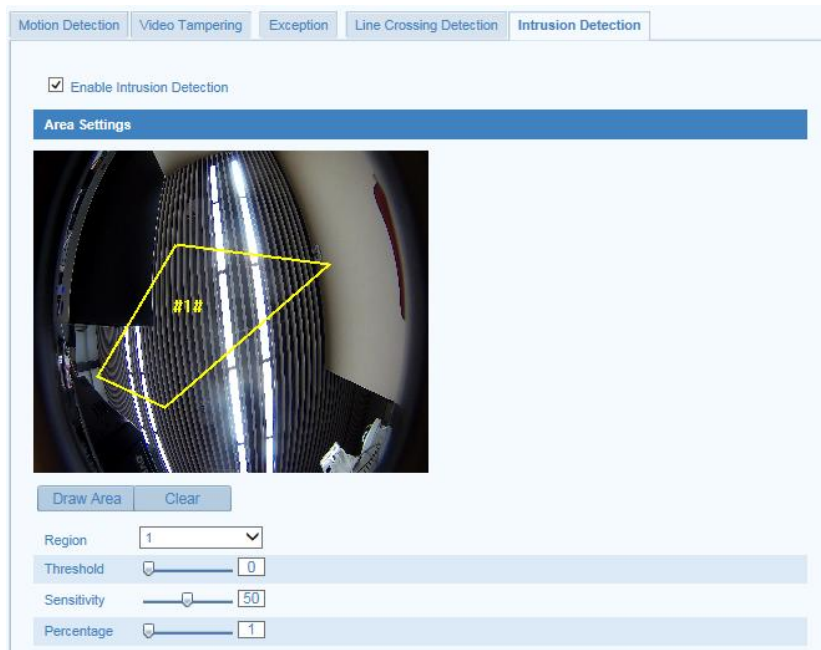 Motion Detection Video Tampering Exception Line Crossing Detection Intrusion Detection
Enable Intrusion Detection
Area Settings
#1#
Draw Area Clear
Region 1
Threshold 0
Sensitivity 50
Percentage 1